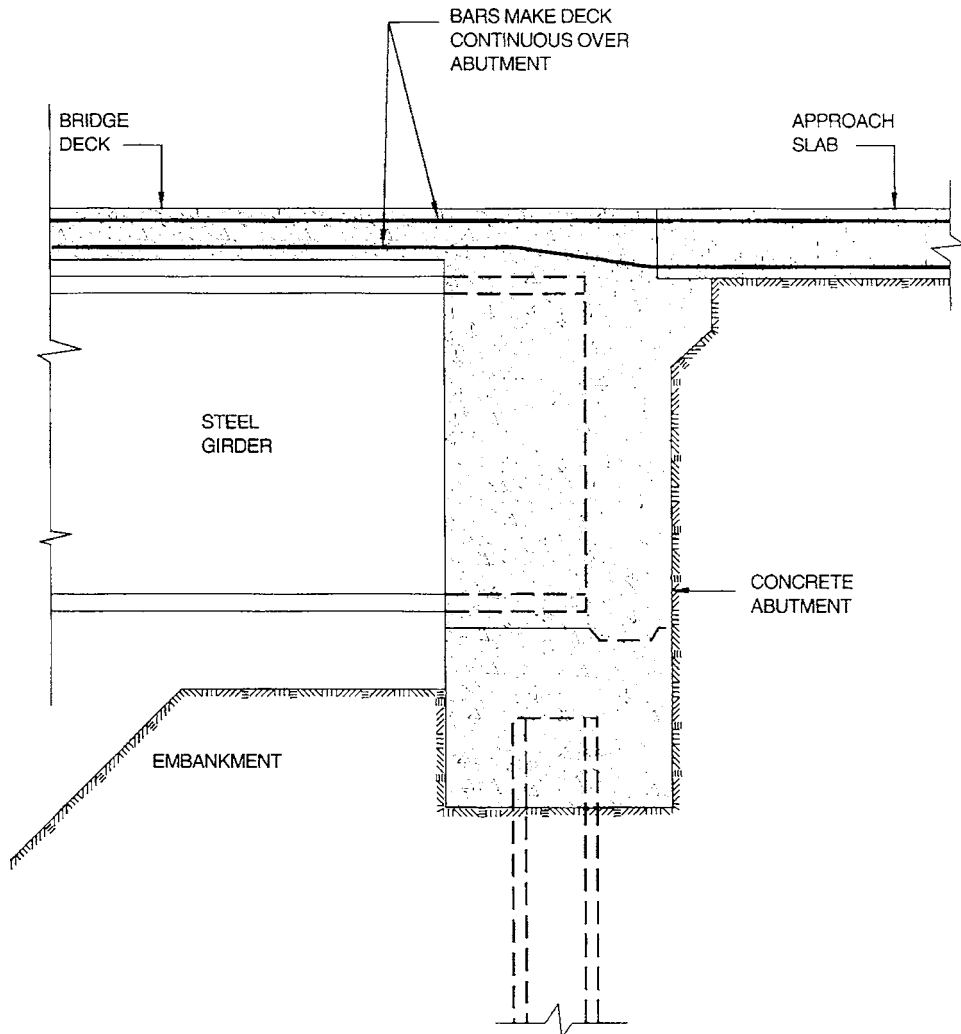 BARS MAKE DECK
CONTINUOUS OVER
ABUTMENT
BRIDGE
DECK
APPROACH
SLAB
STEEL
GIRDER
CONCRETE
ABUTMENT
EMBANKMENT